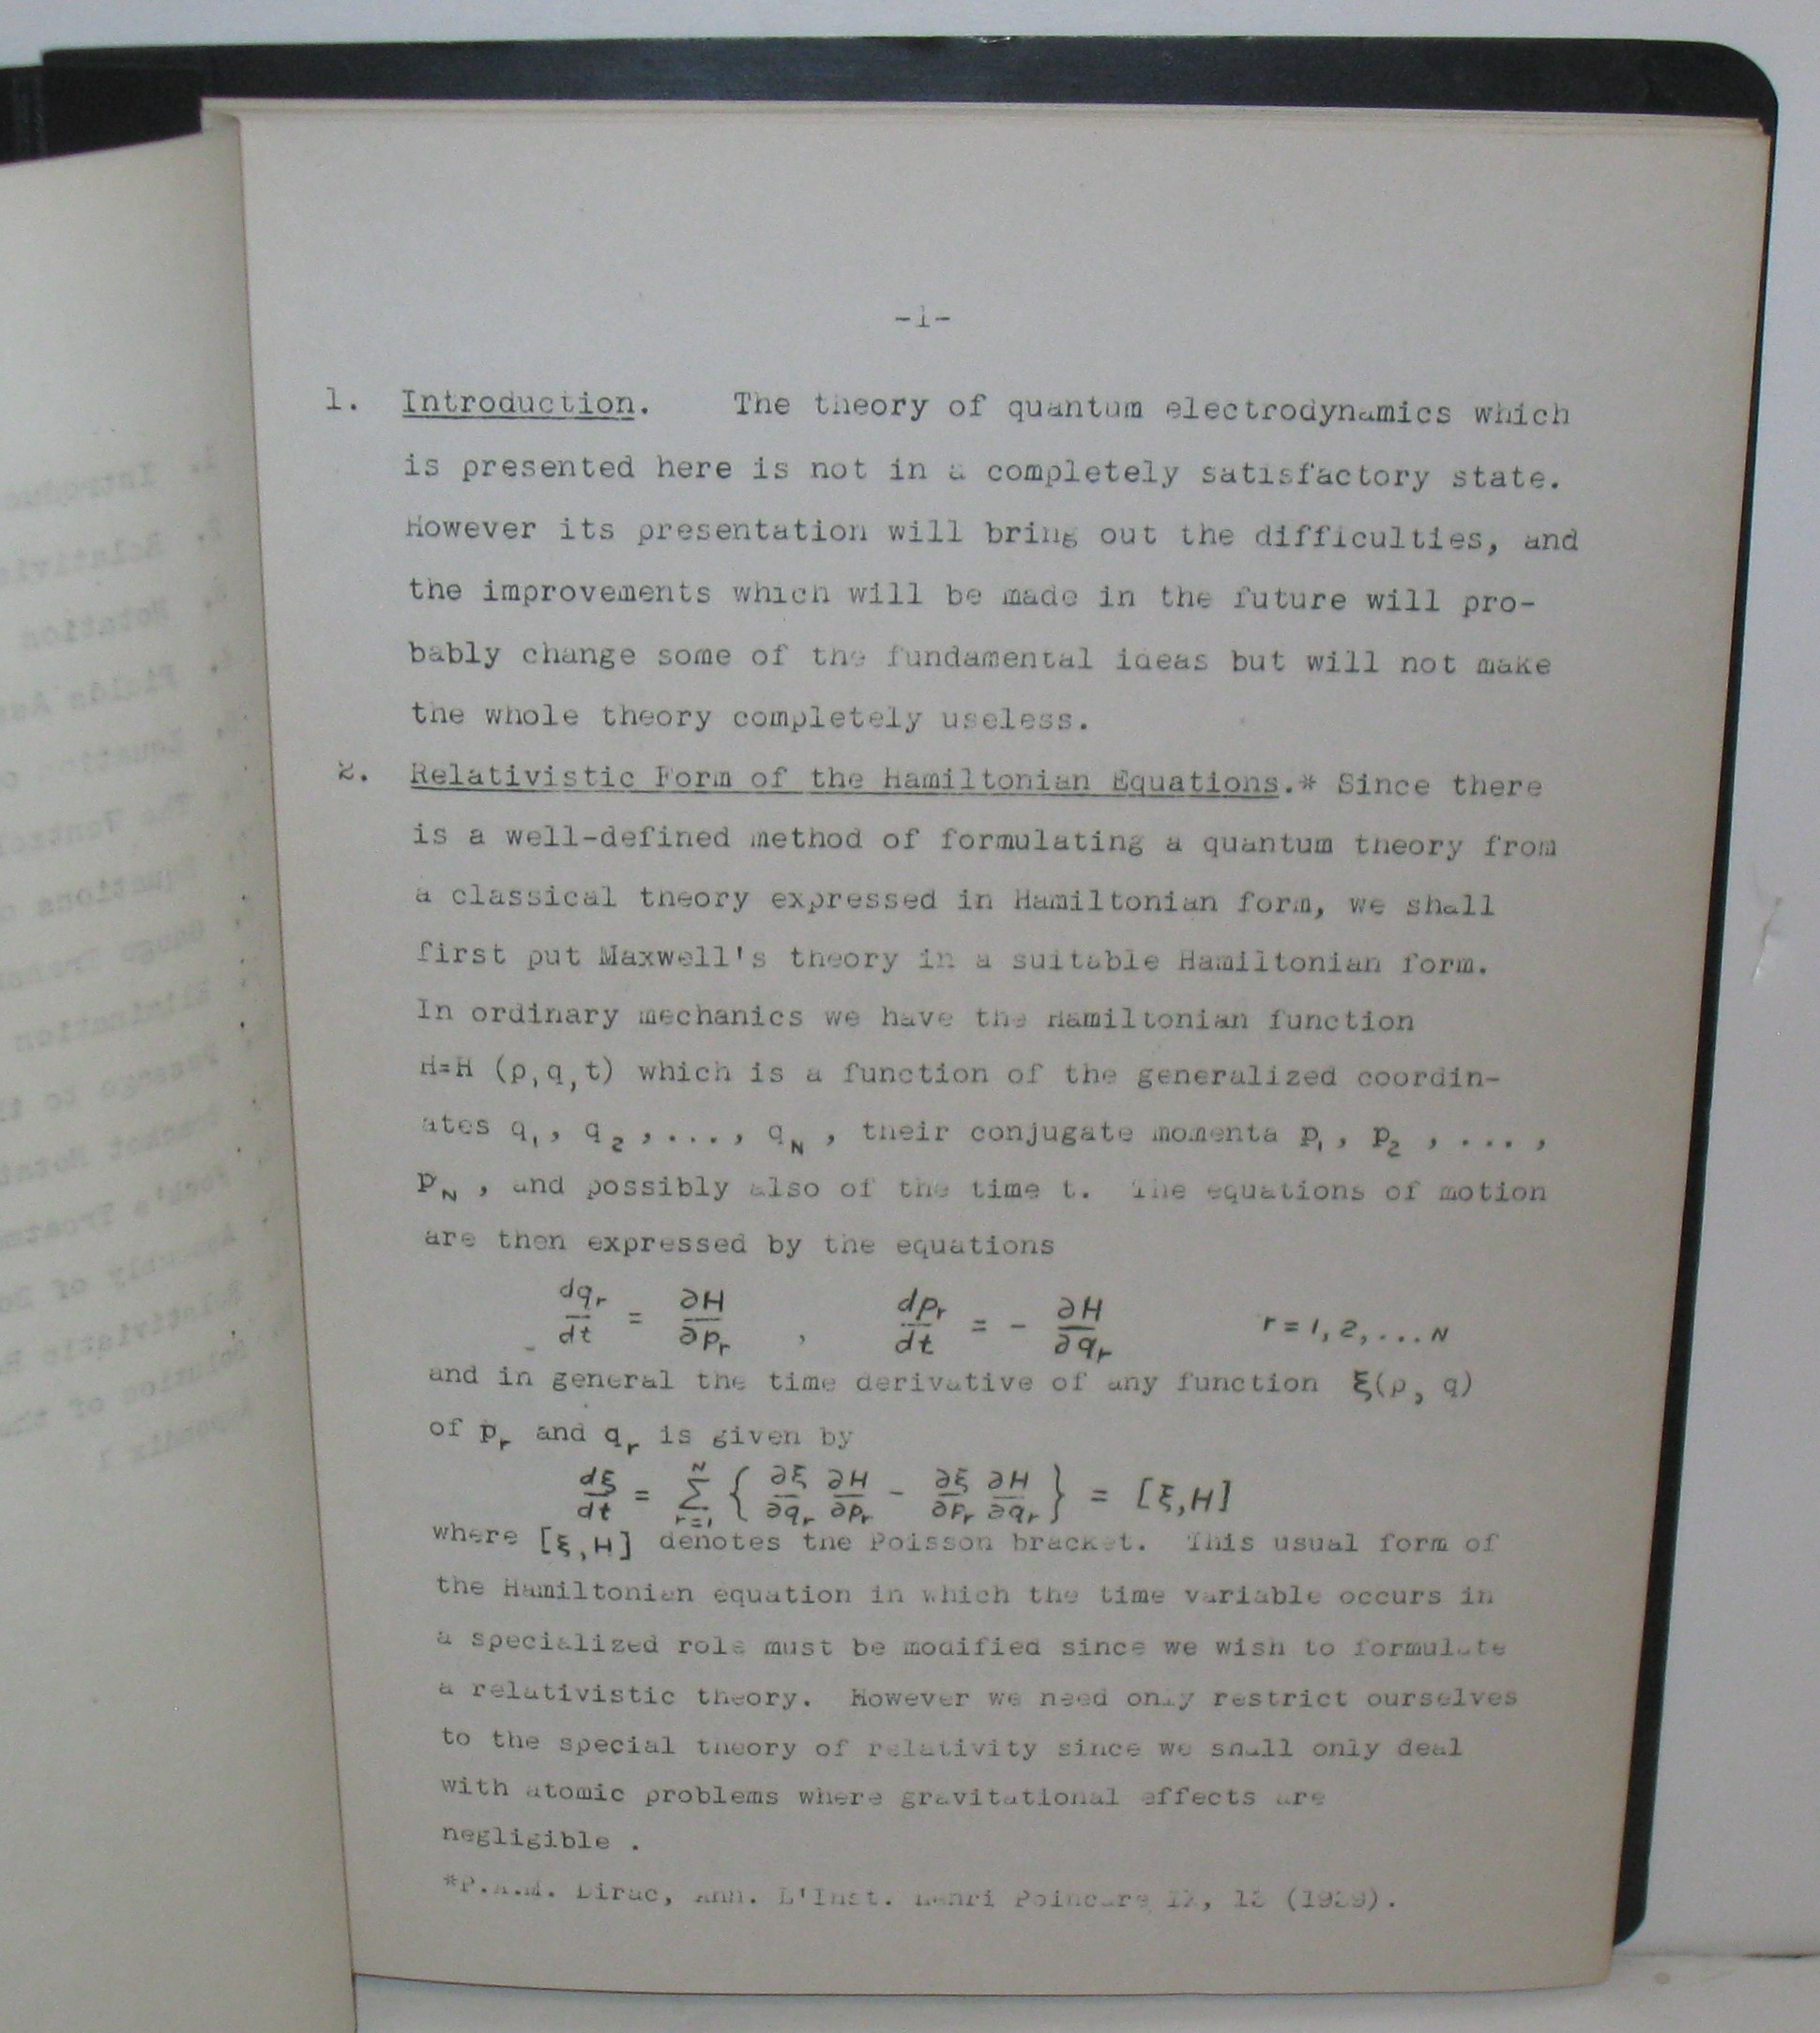 -1-
1. Introduction. The theory of quantum electrodynamics which
is presented here is not in a completely satisfactory state.
However its presentation will bring out the difficulties, and
the improvements which will be made in the future will pro-
bably change some of the fundamental ideas but will not make
the whole theory completely useless.
2. Relativistic Form of the Hamiltonian Equations.* Since there
is a well-defined method of formulating a quantum theory from
a classical theory expressed in Hamiltonian form, we shall
first put Maxwell's theory in a suitable Hamiltonian form.
In ordinary mechanics we have the Hamiltonian function
H=H (p,q,t) which is a function of the generalized coordin-
ates q₁, q₂, ..., q_N, their conjugate momenta p₁, p₂, ...,
p_N, and possibly also of the time t. The equations of motion
are then expressed by the equations
dq_r/dt = ∂H/∂p_r , dp_r/dt = - ∂H/∂q_r r = 1, 2, ... N
and in general the time derivative of any function ξ(p, q)
of p_r and q_r is given by
dξ/dt = Σ_{r=1}^{N} { ∂ξ/∂q_r ∂H/∂p_r - ∂ξ/∂p_r ∂H/∂q_r } = [ξ,H]
where [ξ,H] denotes the Poisson bracket. This usual form of
the Hamiltonian equation in which the time variable occurs in
a specialized role must be modified since we wish to formulate
a relativistic theory. However we need only restrict ourselves
to the special theory of relativity since we shall only deal
with atomic problems where gravitational effects are
negligible .
*P.A.M. Dirac, Ann. L'Inst. Henri Poincare (1939).